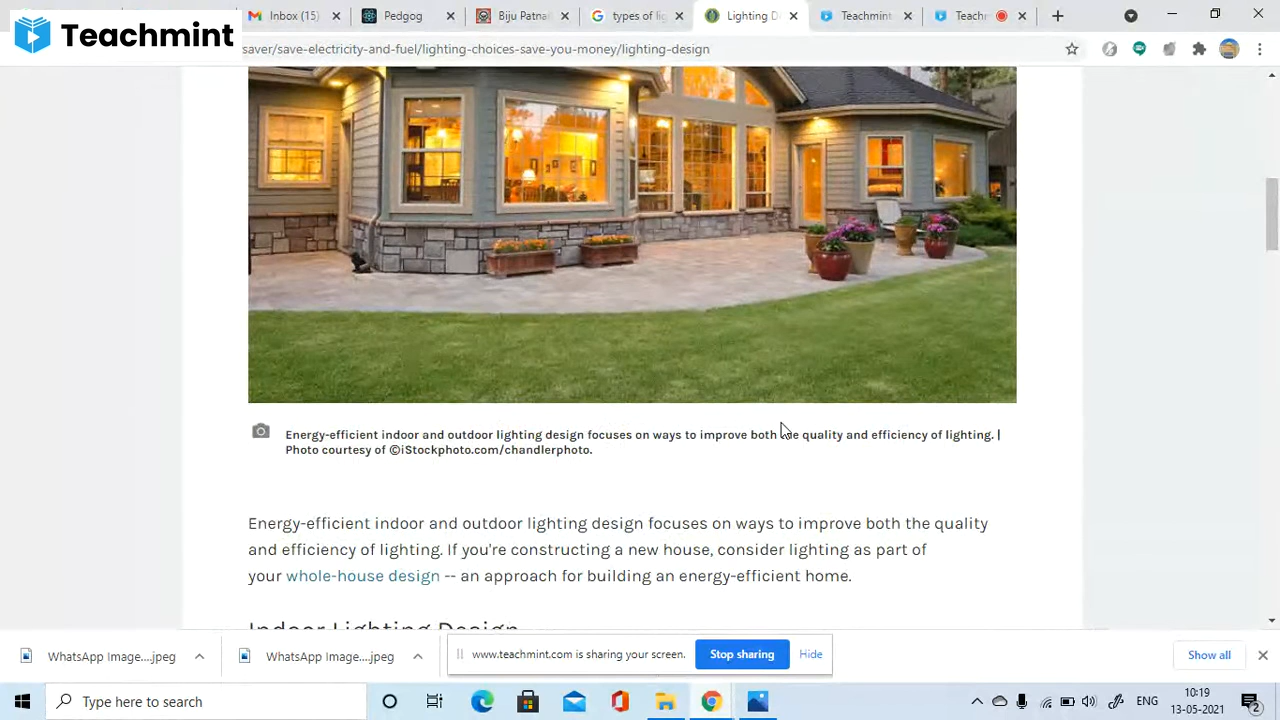 Teachmint
Inbox (15)
Pedgog
Biju Patnai
types of lig
Lighting D
Teachmint
Teachm
saver/save-electricity-and-fuel/lighting-choices-save-you-money/lighting-design
Energy-efficient indoor and outdoor lighting design focuses on ways to improve both the quality and efficiency of lighting. |
Photo courtesy of ©iStockphoto.com/chandlerphoto.
Energy-efficient indoor and outdoor lighting design focuses on ways to improve both the quality
and efficiency of lighting. If you're constructing a new house, consider lighting as part of
your whole-house design -- an approach for building an energy-efficient home.
Indoor Lighting Design
WhatsApp Image....jpeg
WhatsApp Image....jpeg
www.teachmint.com is sharing your screen.
Stop sharing
Hide
Show all
Type here to search
ENG
10:19
13-05-2021
2